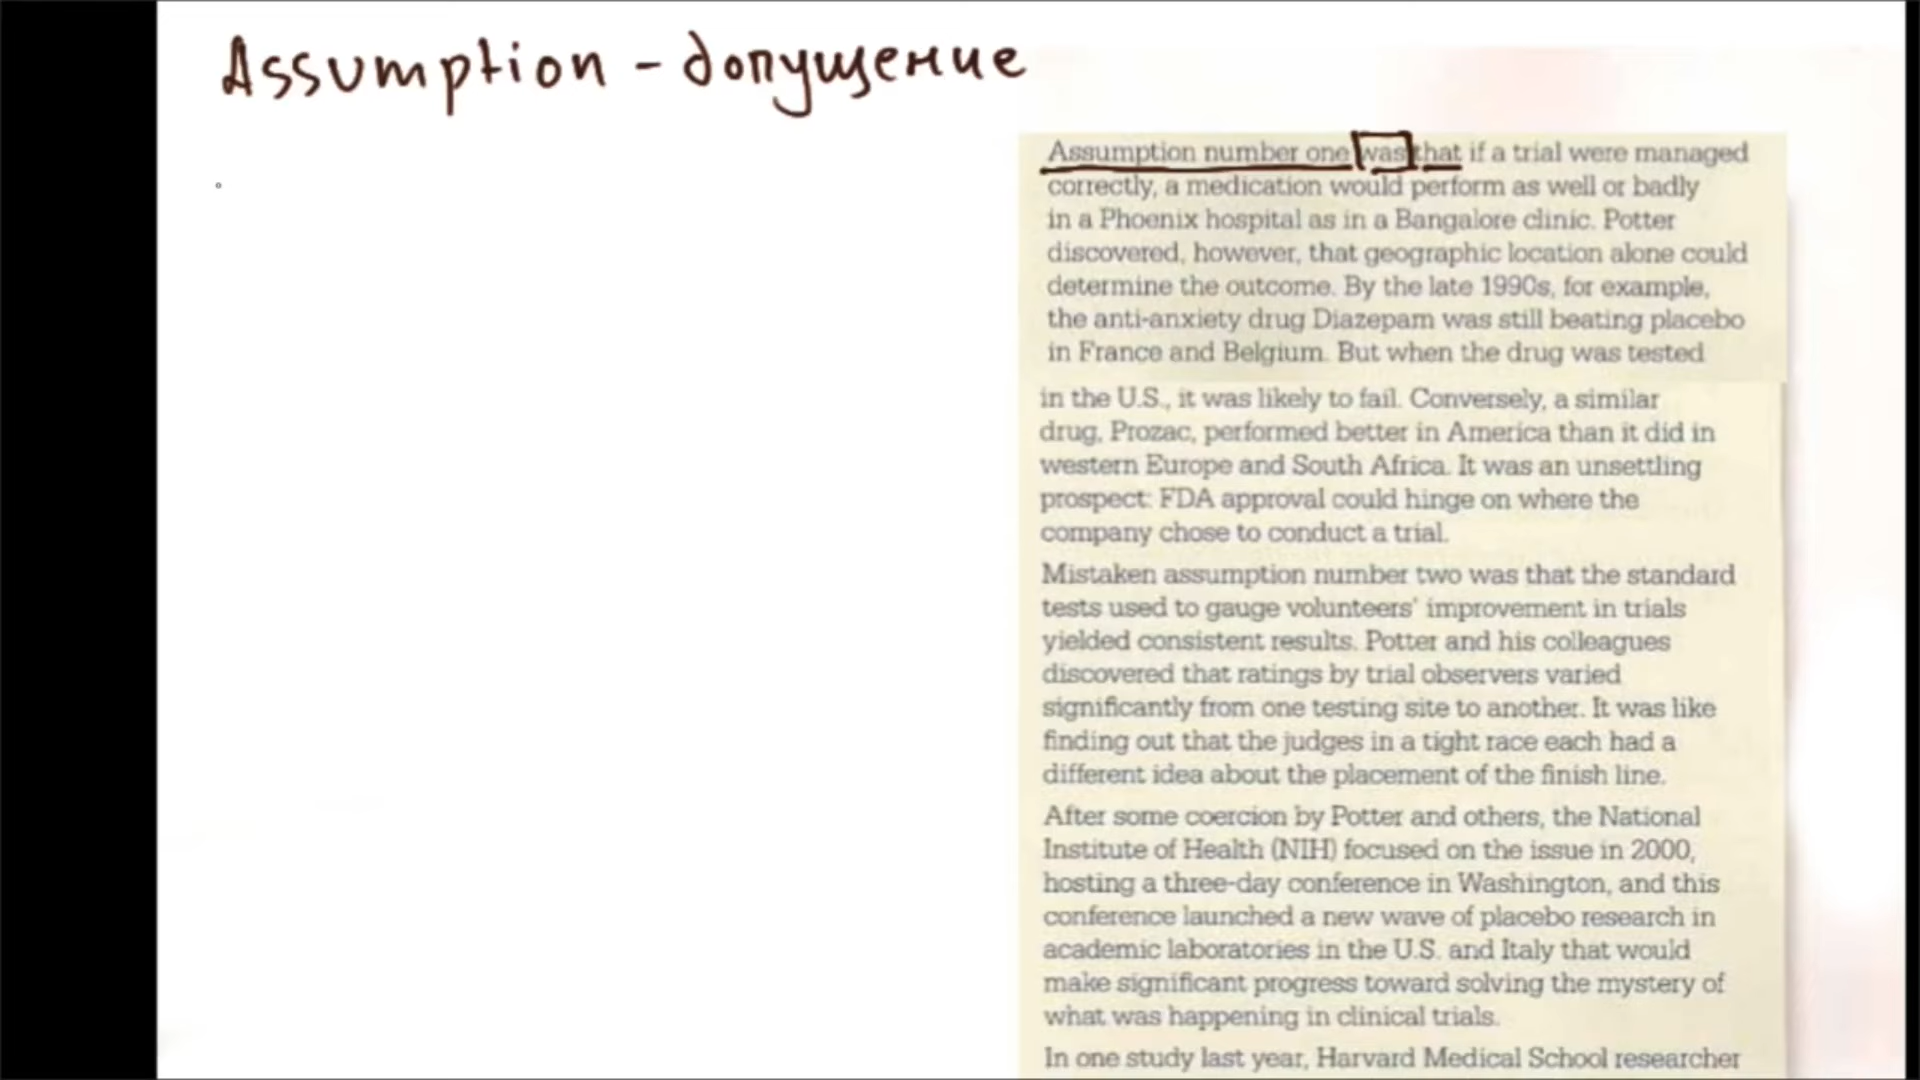 Assumption - допущение
Assumption number one was that if a trial were managed
correctly, a medication would perform as well or badly
in a Phoenix hospital as in a Bangalore clinic. Potter
discovered, however, that geographic location alone could
determine the outcome. By the late 1990s, for example,
the anti-anxiety drug Diazepam was still beating placebo
in France and Belgium. But when the drug was tested
in the U.S., it was likely to fail. Conversely, a similar
drug, Prozac, performed better in America than it did in
western Europe and South Africa. It was an unsettling
prospect: FDA approval could hinge on where the
company chose to conduct a trial.
Mistaken assumption number two was that the standard
tests used to gauge volunteers' improvement in trials
yielded consistent results. Potter and his colleagues
discovered that ratings by trial observers varied
significantly from one testing site to another. It was like
finding out that the judges in a tight race each had a
different idea about the placement of the finish line.
After some coercion by Potter and others, the National
Institute of Health (NIH) focused on the issue in 2000,
hosting a three-day conference in Washington, and this
conference launched a new wave of placebo research in
academic laboratories in the U.S. and Italy that would
make significant progress toward solving the mystery of
what was happening in clinical trials.
In one study last year, Harvard Medical School researcher